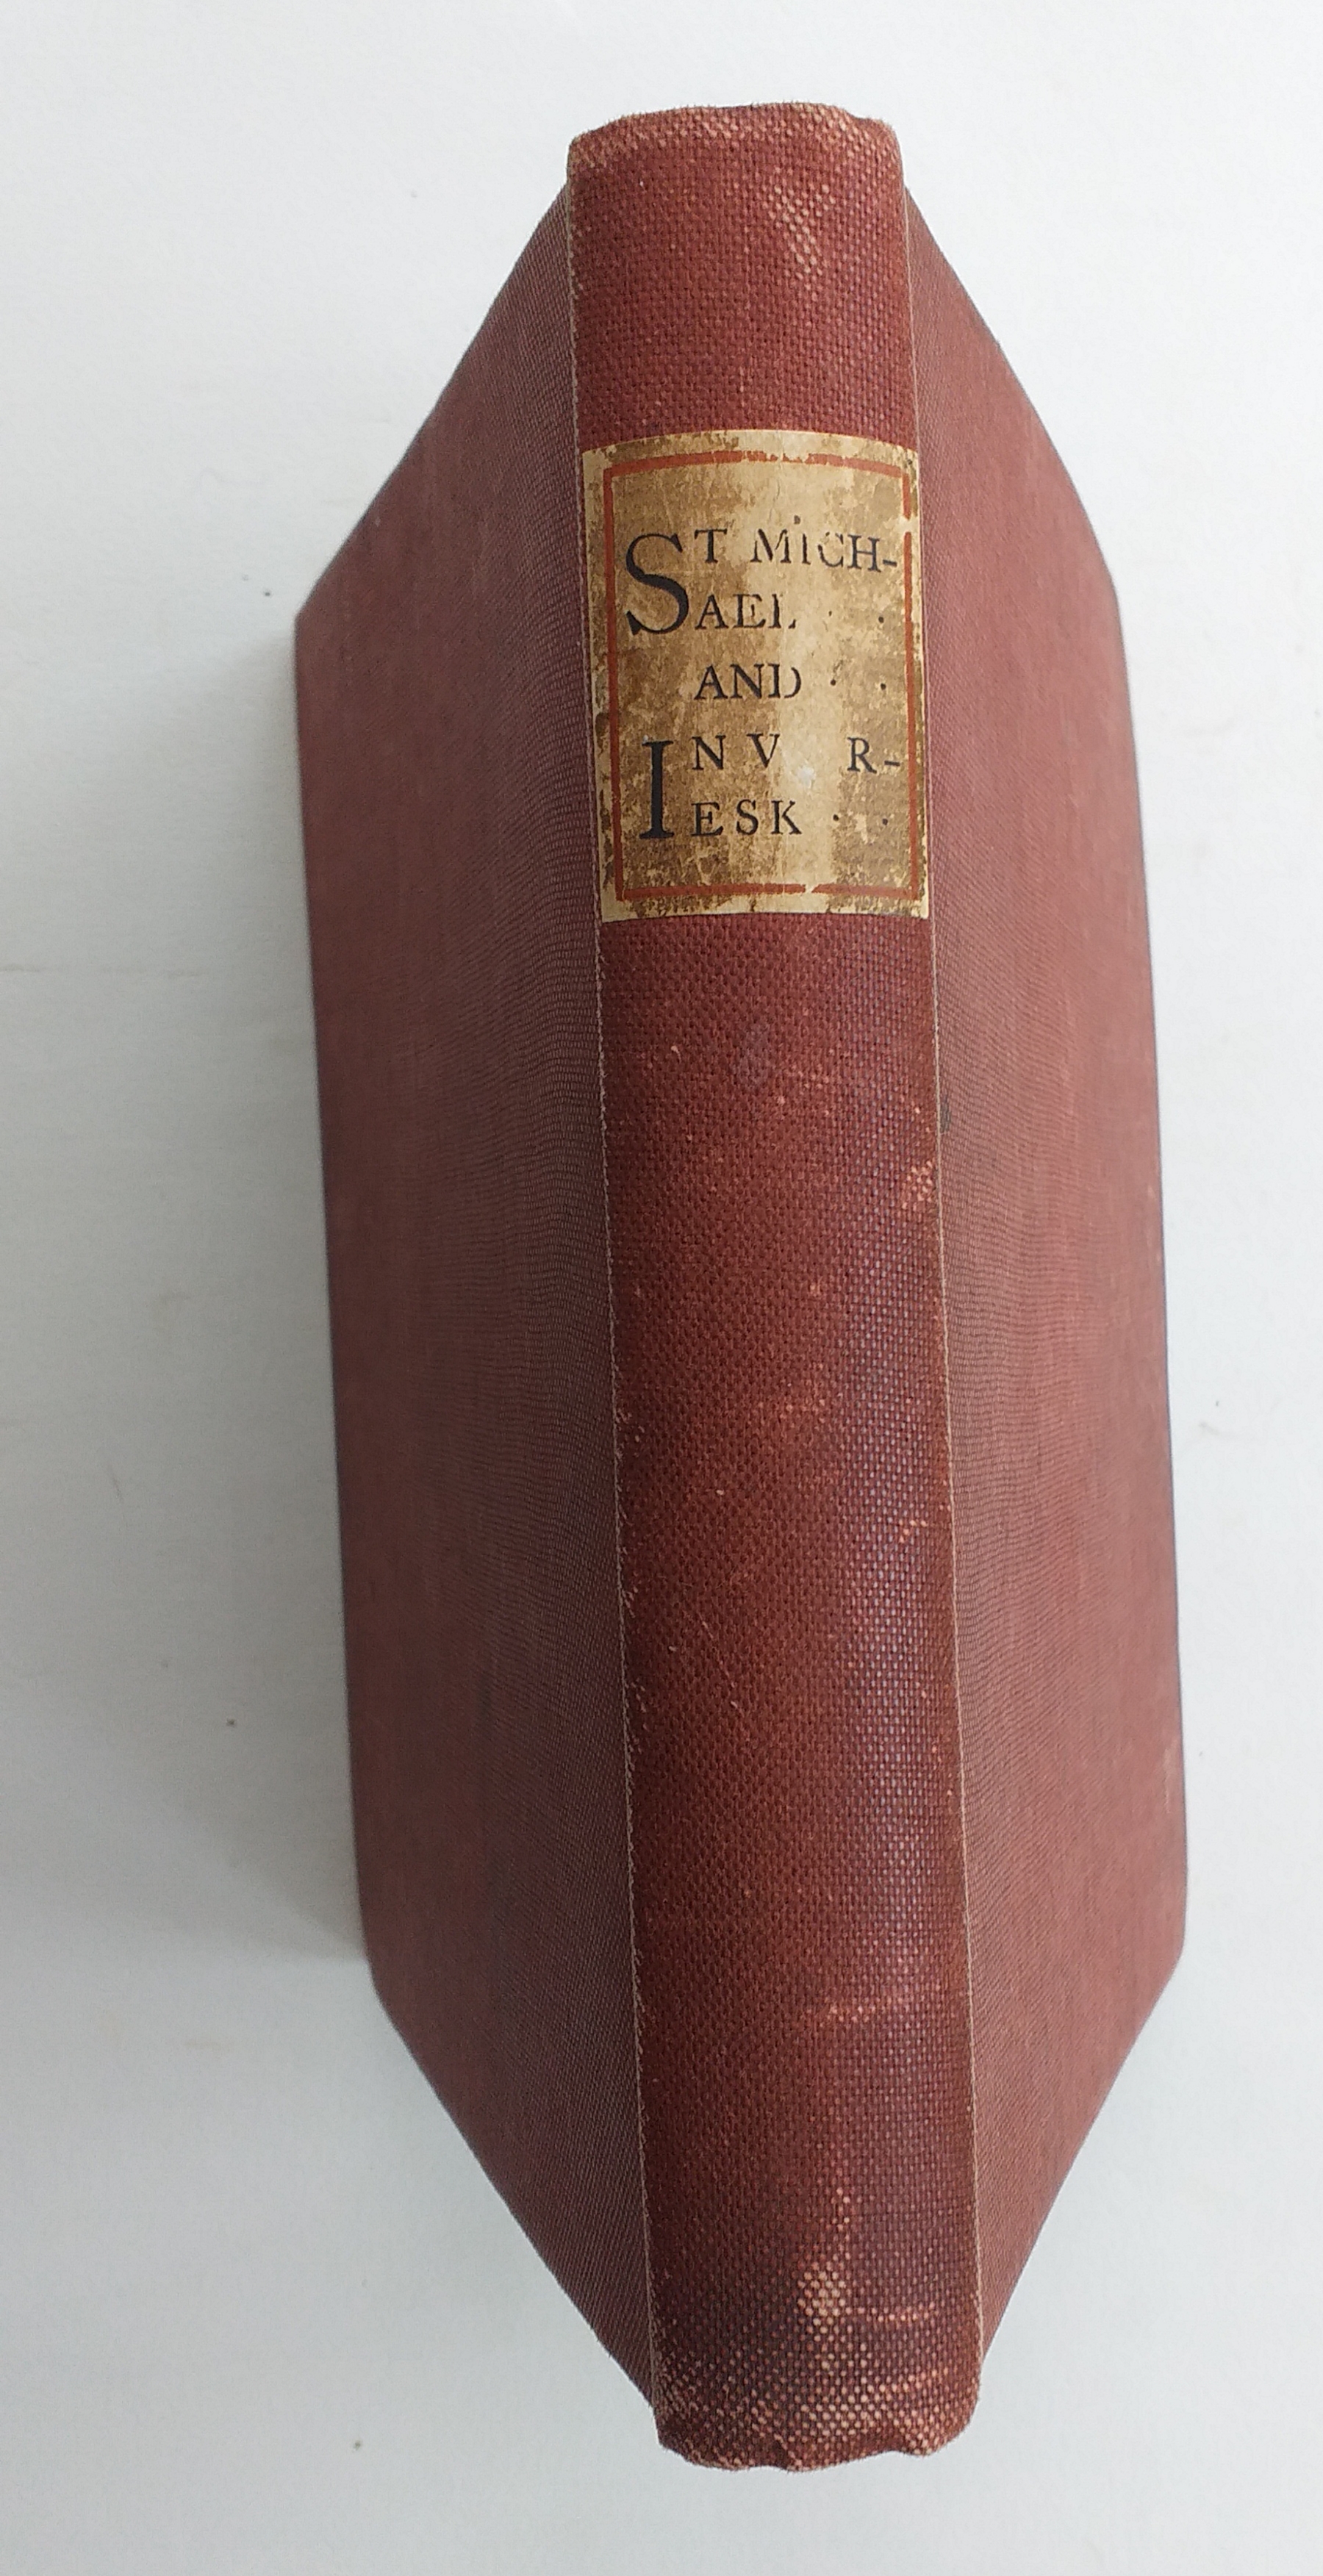 ST MICH-
AEL · ·
AND · ·
INV R-
ESK · ·